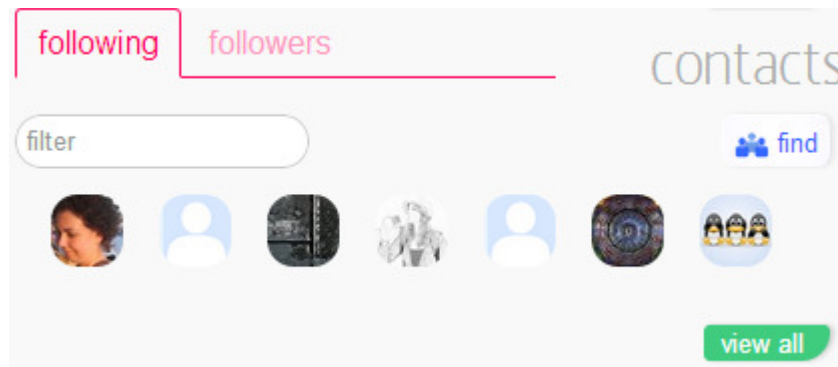 following followers
contacts
filter
find
view all